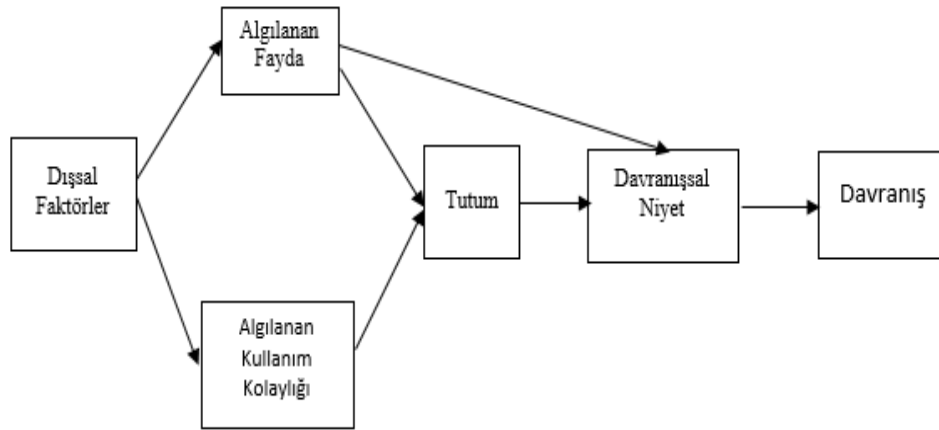 Algılanan
Fayda
Dışsal
Faktörler
Tutum
Davranışsal
Niyet
Davranış
Algılanan
Kullanım
Kolaylığı